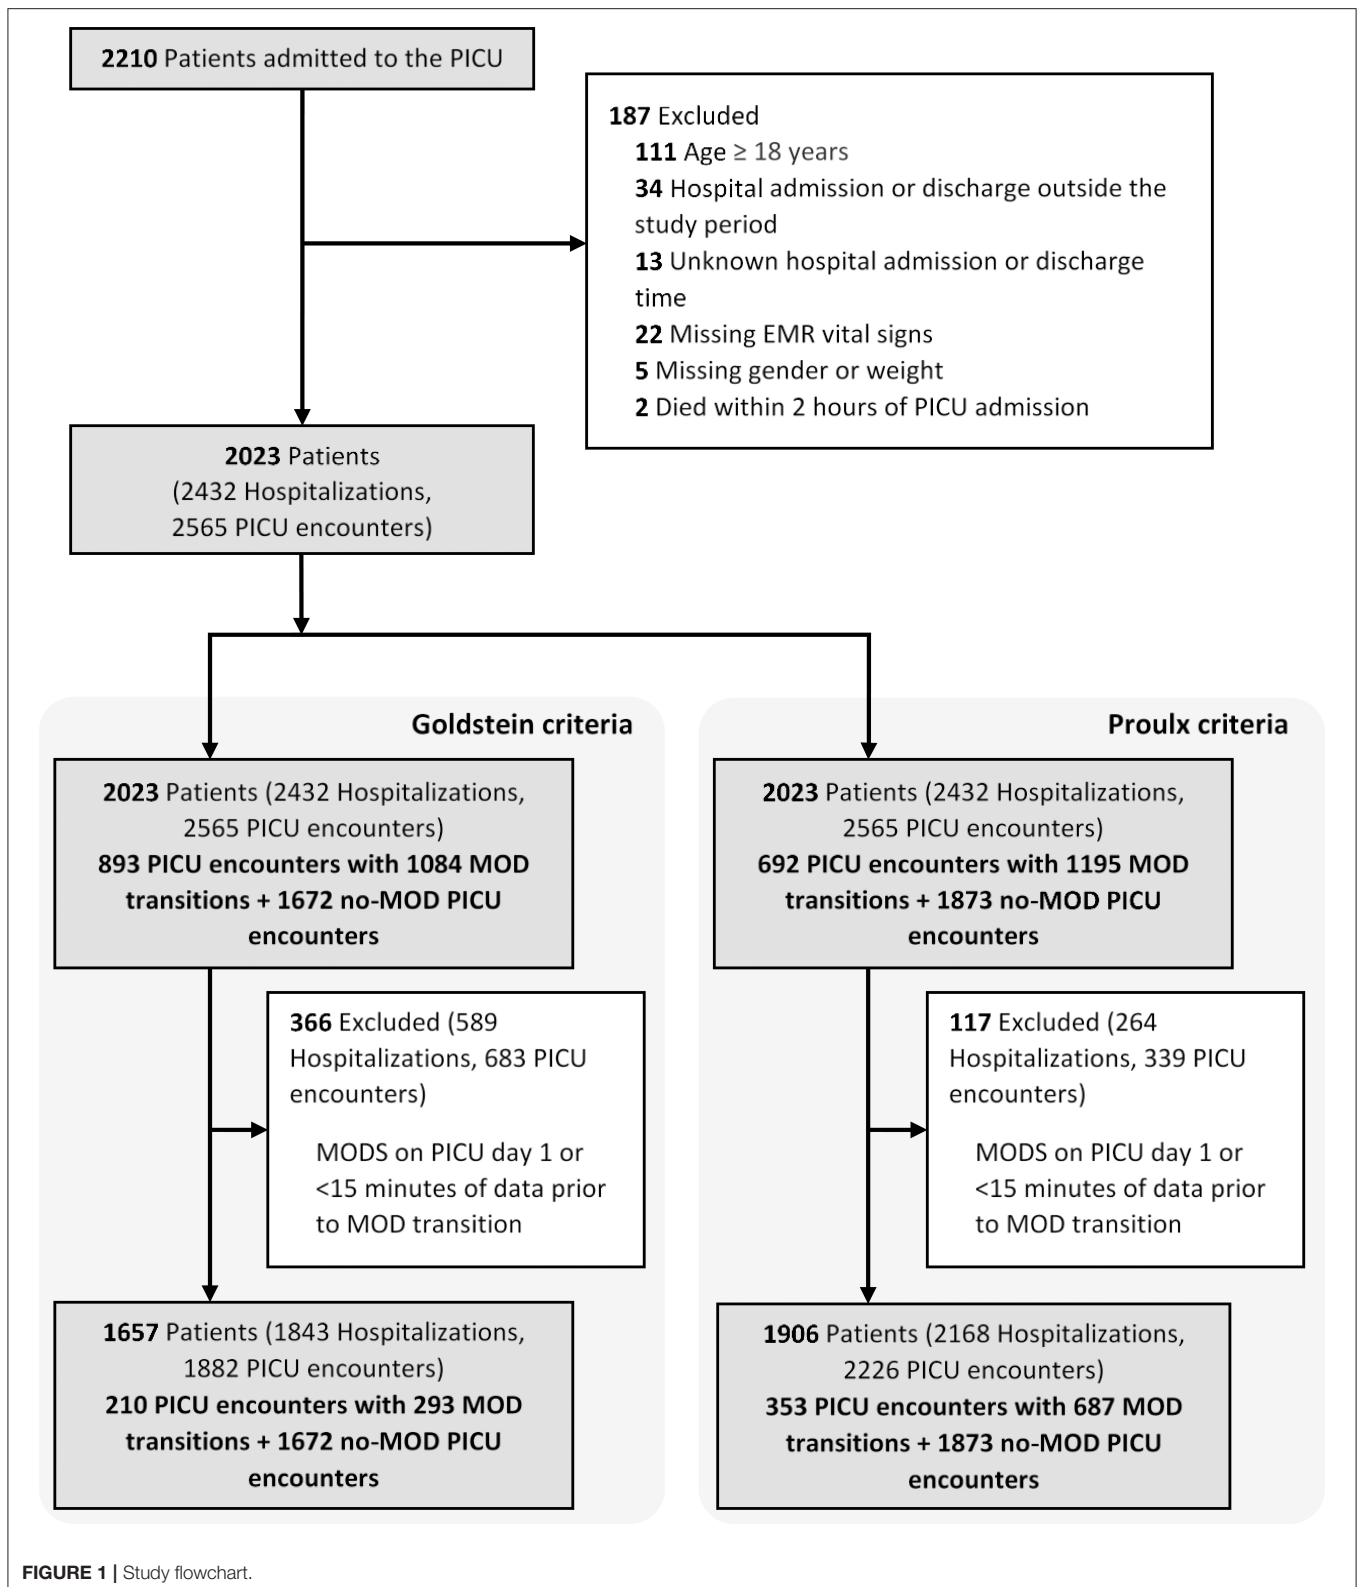 2210 Patients admitted to the PICU
187 Excluded
111 Age ≥ 18 years
34 Hospital admission or discharge outside the
study period
13 Unknown hospital admission or discharge
time
22 Missing EMR vital signs
5 Missing gender or weight
2 Died within 2 hours of PICU admission
2023 Patients
(2432 Hospitalizations,
2565 PICU encounters)
Goldstein criteria
2023 Patients (2432 Hospitalizations,
2565 PICU encounters)
893 PICU encounters with 1084 MOD
transitions + 1672 no-MOD PICU
encounters
366 Excluded (589
Hospitalizations, 683 PICU
encounters)
MODS on PICU day 1 or
<15 minutes of data prior
to MOD transition
1657 Patients (1843 Hospitalizations,
1882 PICU encounters)
210 PICU encounters with 293 MOD
transitions + 1672 no-MOD PICU
encounters
Proulx criteria
2023 Patients (2432 Hospitalizations,
2565 PICU encounters)
692 PICU encounters with 1195 MOD
transitions + 1873 no-MOD PICU
encounters
117 Excluded (264
Hospitalizations, 339 PICU
encounters)
MODS on PICU day 1 or
<15 minutes of data prior
to MOD transition
1906 Patients (2168 Hospitalizations,
2226 PICU encounters)
353 PICU encounters with 687 MOD
transitions + 1873 no-MOD PICU
encounters
FIGURE 1 | Study flowchart.